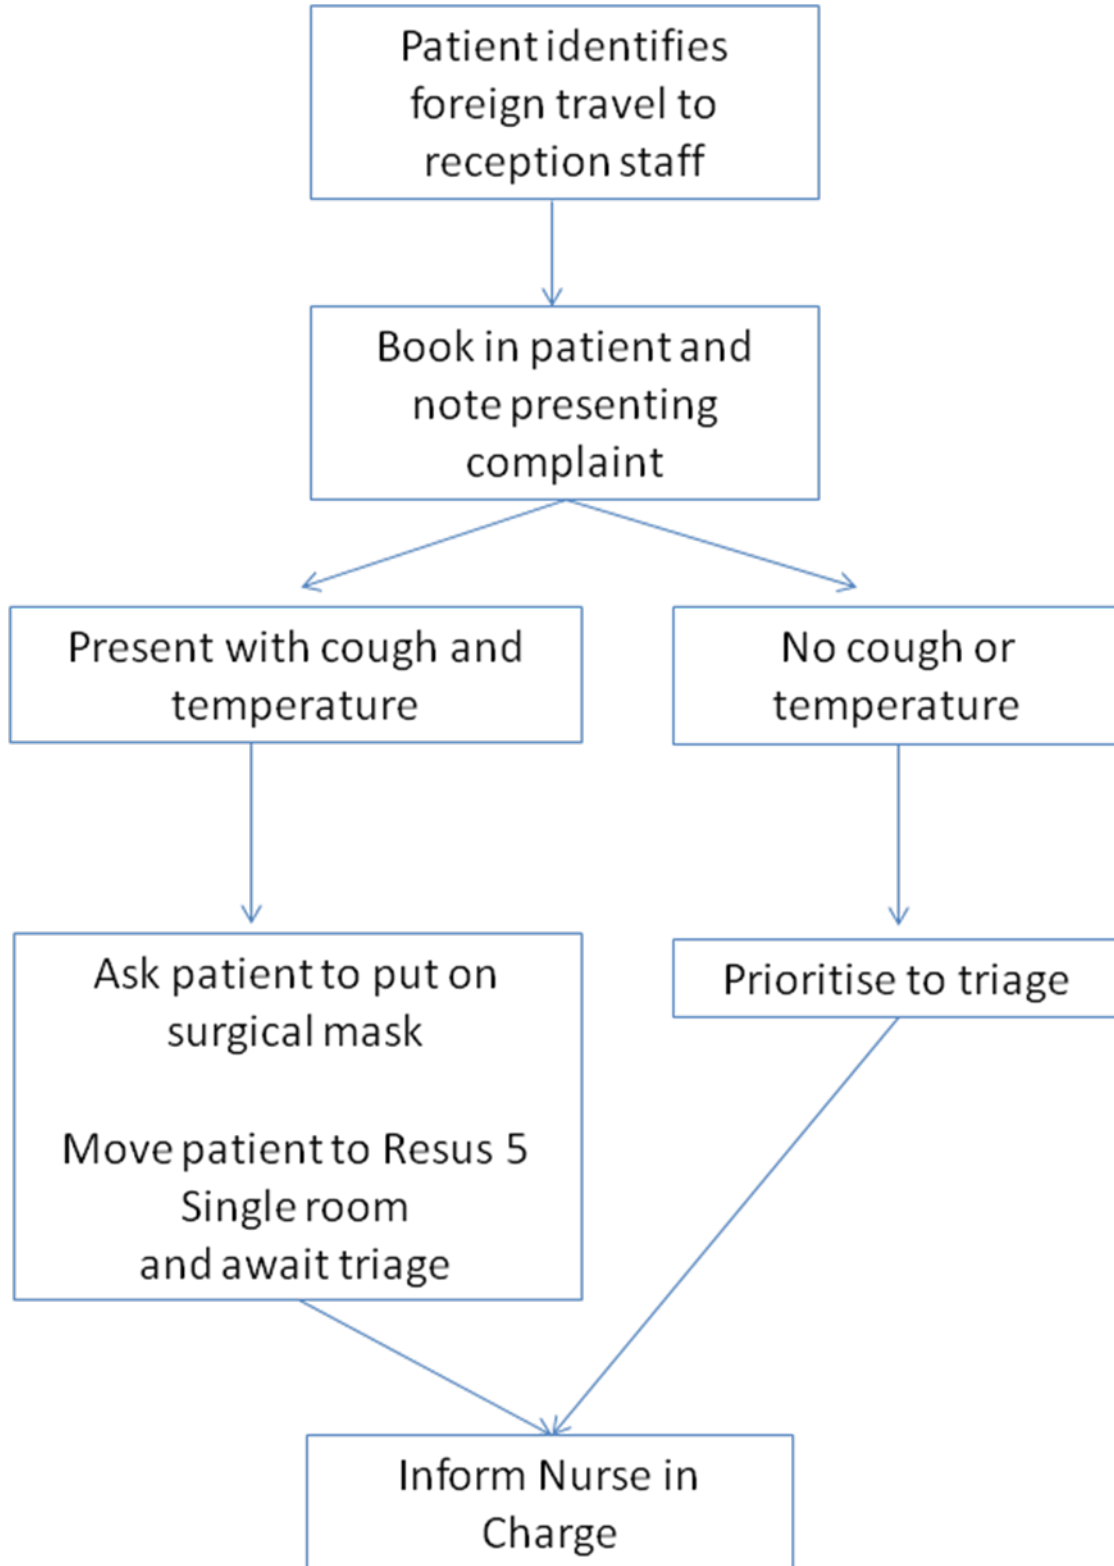 Patient identifies
foreign travel to
reception staff
Book in patient and
note presenting
complaint
Present with cough and
temperature
No cough or
temperature
Ask patient to put on
surgical mask
Move patient to Resus 5
Single room
and await triage
Prioritise to triage
Inform Nurse in
Charge